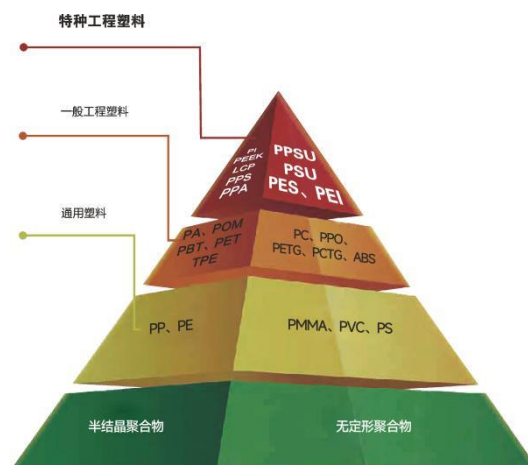 特种工程塑料
一般工程塑料
通用塑料
PI
PEEK
LCP
PPS
PPA
PPSU
PSU
PES、PEI
PA、POM
PBT、PET
TPE
PC、PPO、
PETG、PCTG、ABS
PP、PE
PMMA、PVC、PS
半结晶聚合物
无定形聚合物